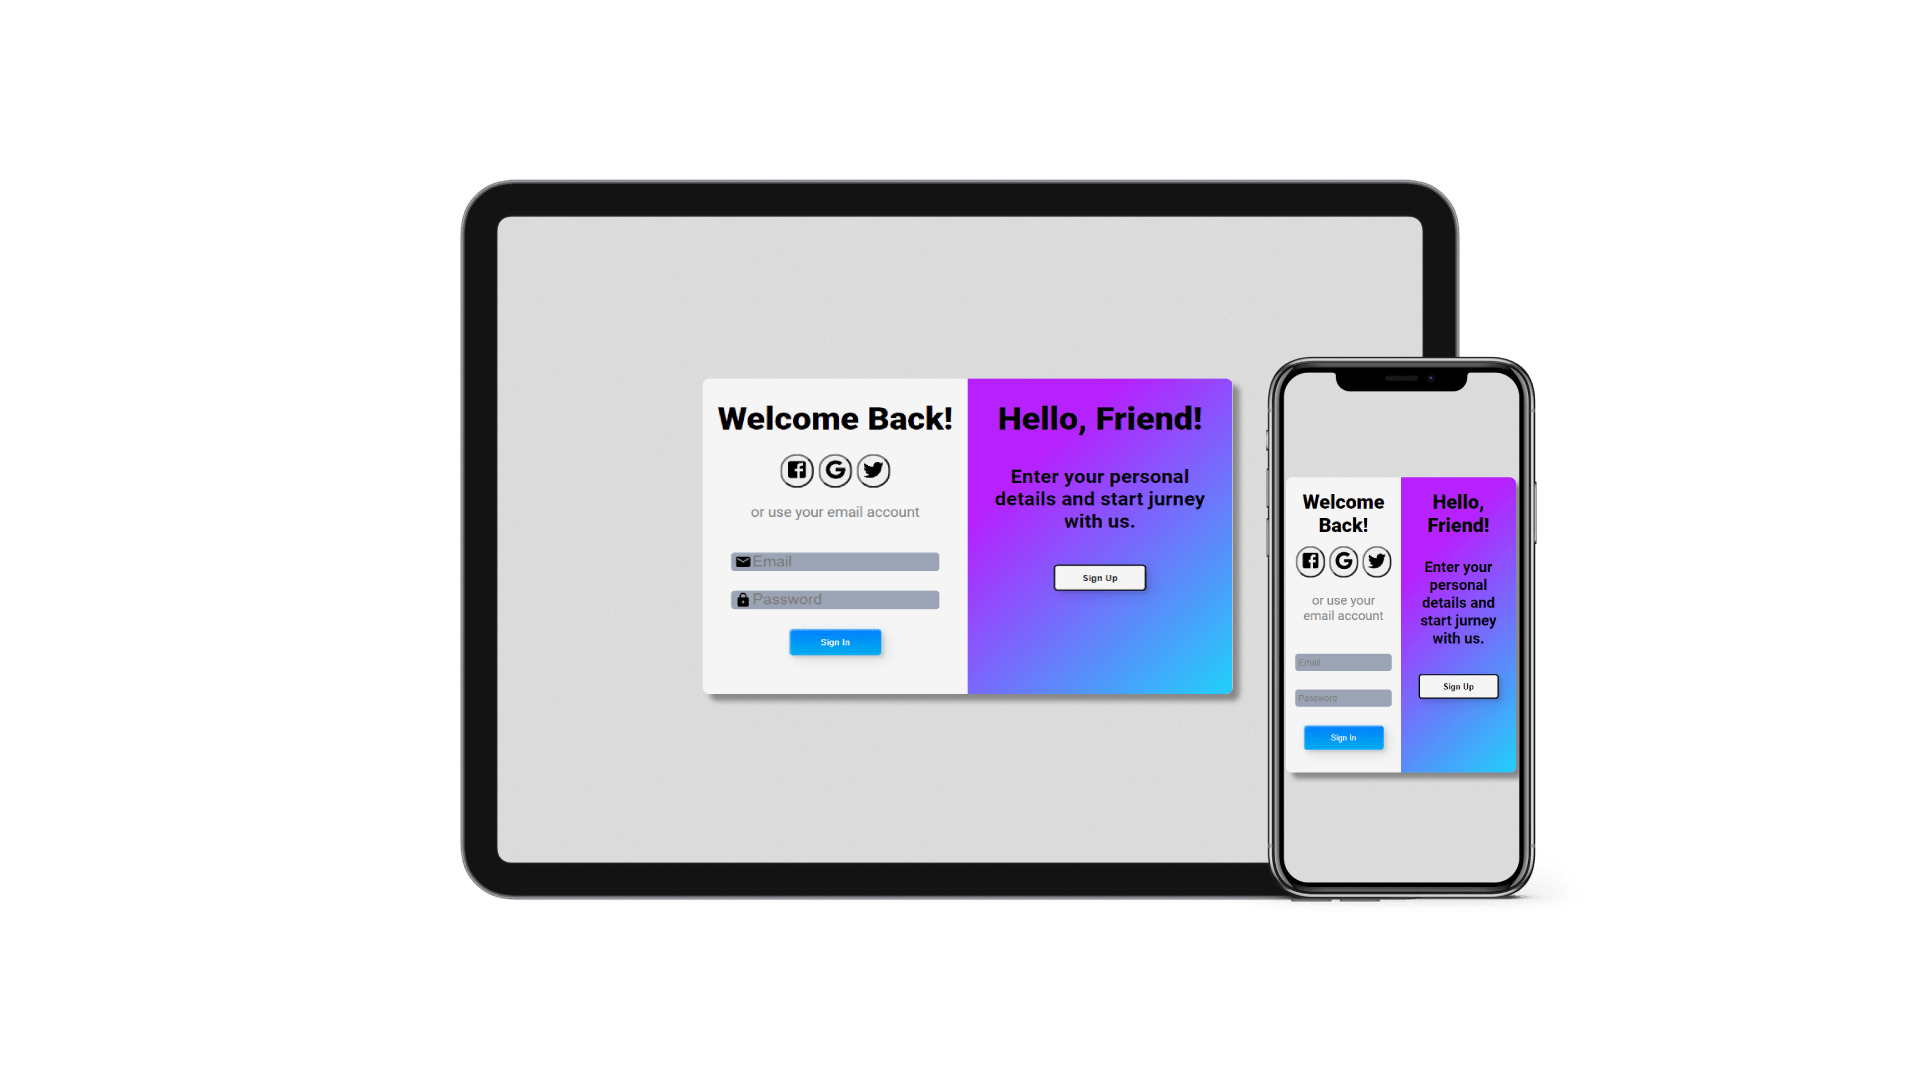 Welcome Back!
or use your email account
Email
Password
Sign In
Hello, Friend!
Enter your personal
details and start jurney
with us.
Sign Up
Welcome
Back!
or use your
email account
Email
Password
Sign In
Hello,
Friend!
Enter your
personal
details and
start jurney
with us.
Sign Up